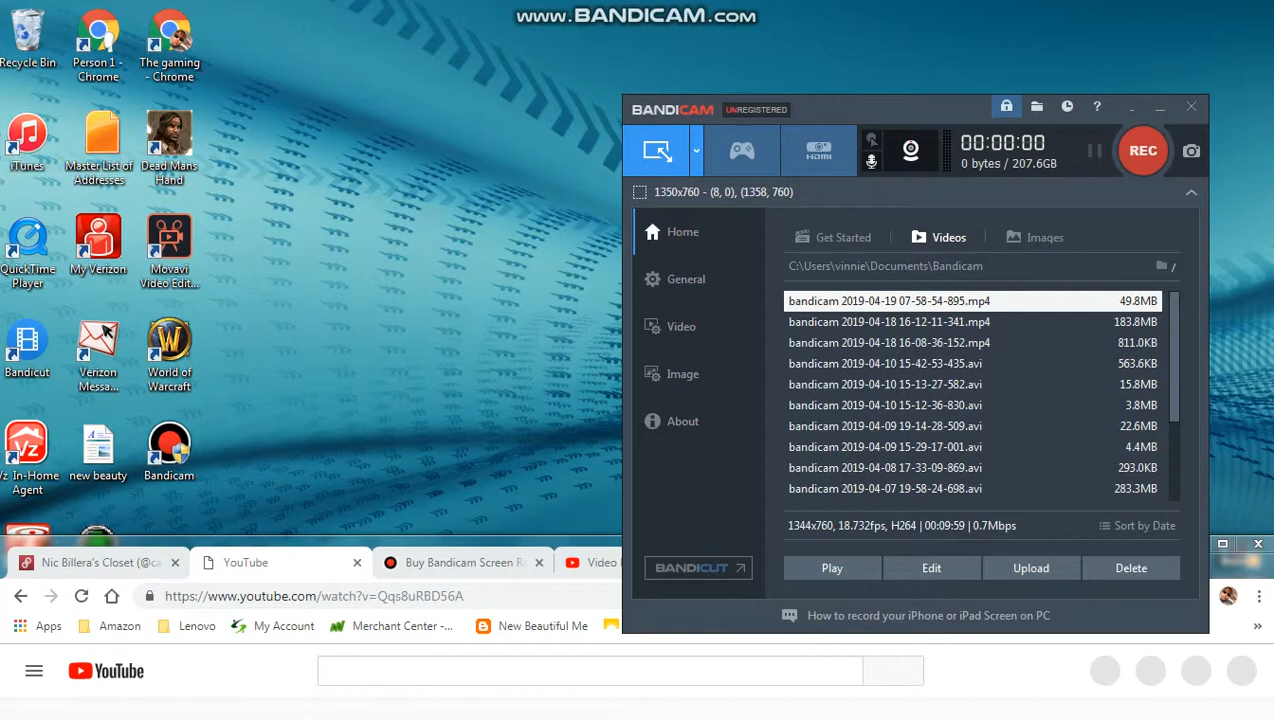 www.BANDICAM.com
Recycle Bin
Person 1 - Chrome
The gaming - Chrome
iTunes
Master List of Addresses
Dead Mans Hand
QuickTime Player
My Verizon
Movavi Video Edit...
Bandicut
Verizon Messa...
World of Warcraft
Vz In-Home Agent
new beauty
Bandicam
BANDICAM UNREGISTERED
?
HDMI
00:00:00
0 bytes / 207.6GB
REC
1350x760 - (8, 0), (1358, 760)
Home
General
Video
Image
About
BANDICUT
Get Started
Videos
Images
C:\Users\vinnie\Documents\Bandicam
/
bandicam 2019-04-19 07-58-54-895.mp4 49.8MB
bandicam 2019-04-18 16-12-11-341.mp4 183.8MB
bandicam 2019-04-18 16-08-36-152.mp4 811.0KB
bandicam 2019-04-10 15-42-53-435.avi 563.6KB
bandicam 2019-04-10 15-13-27-582.avi 15.8MB
bandicam 2019-04-10 15-12-36-830.avi 3.8MB
bandicam 2019-04-09 19-14-28-509.avi 22.6MB
bandicam 2019-04-09 15-29-17-001.avi 4.4MB
bandicam 2019-04-08 17-33-09-869.avi 293.0KB
bandicam 2019-04-07 19-58-24-698.avi 283.3MB
1344x760, 18.732fps, H264 | 00:09:59 | 0.7Mbps
Sort by Date
Play Edit Upload Delete
How to record your iPhone or iPad Screen on PC
Nic Billera's Closet (@ca
YouTube
Buy Bandicam Screen R
Video
https://www.youtube.com/watch?v=Qqs8uRBD56A
Apps Amazon Lenovo My Account Merchant Center -... New Beautiful Me
YouTube